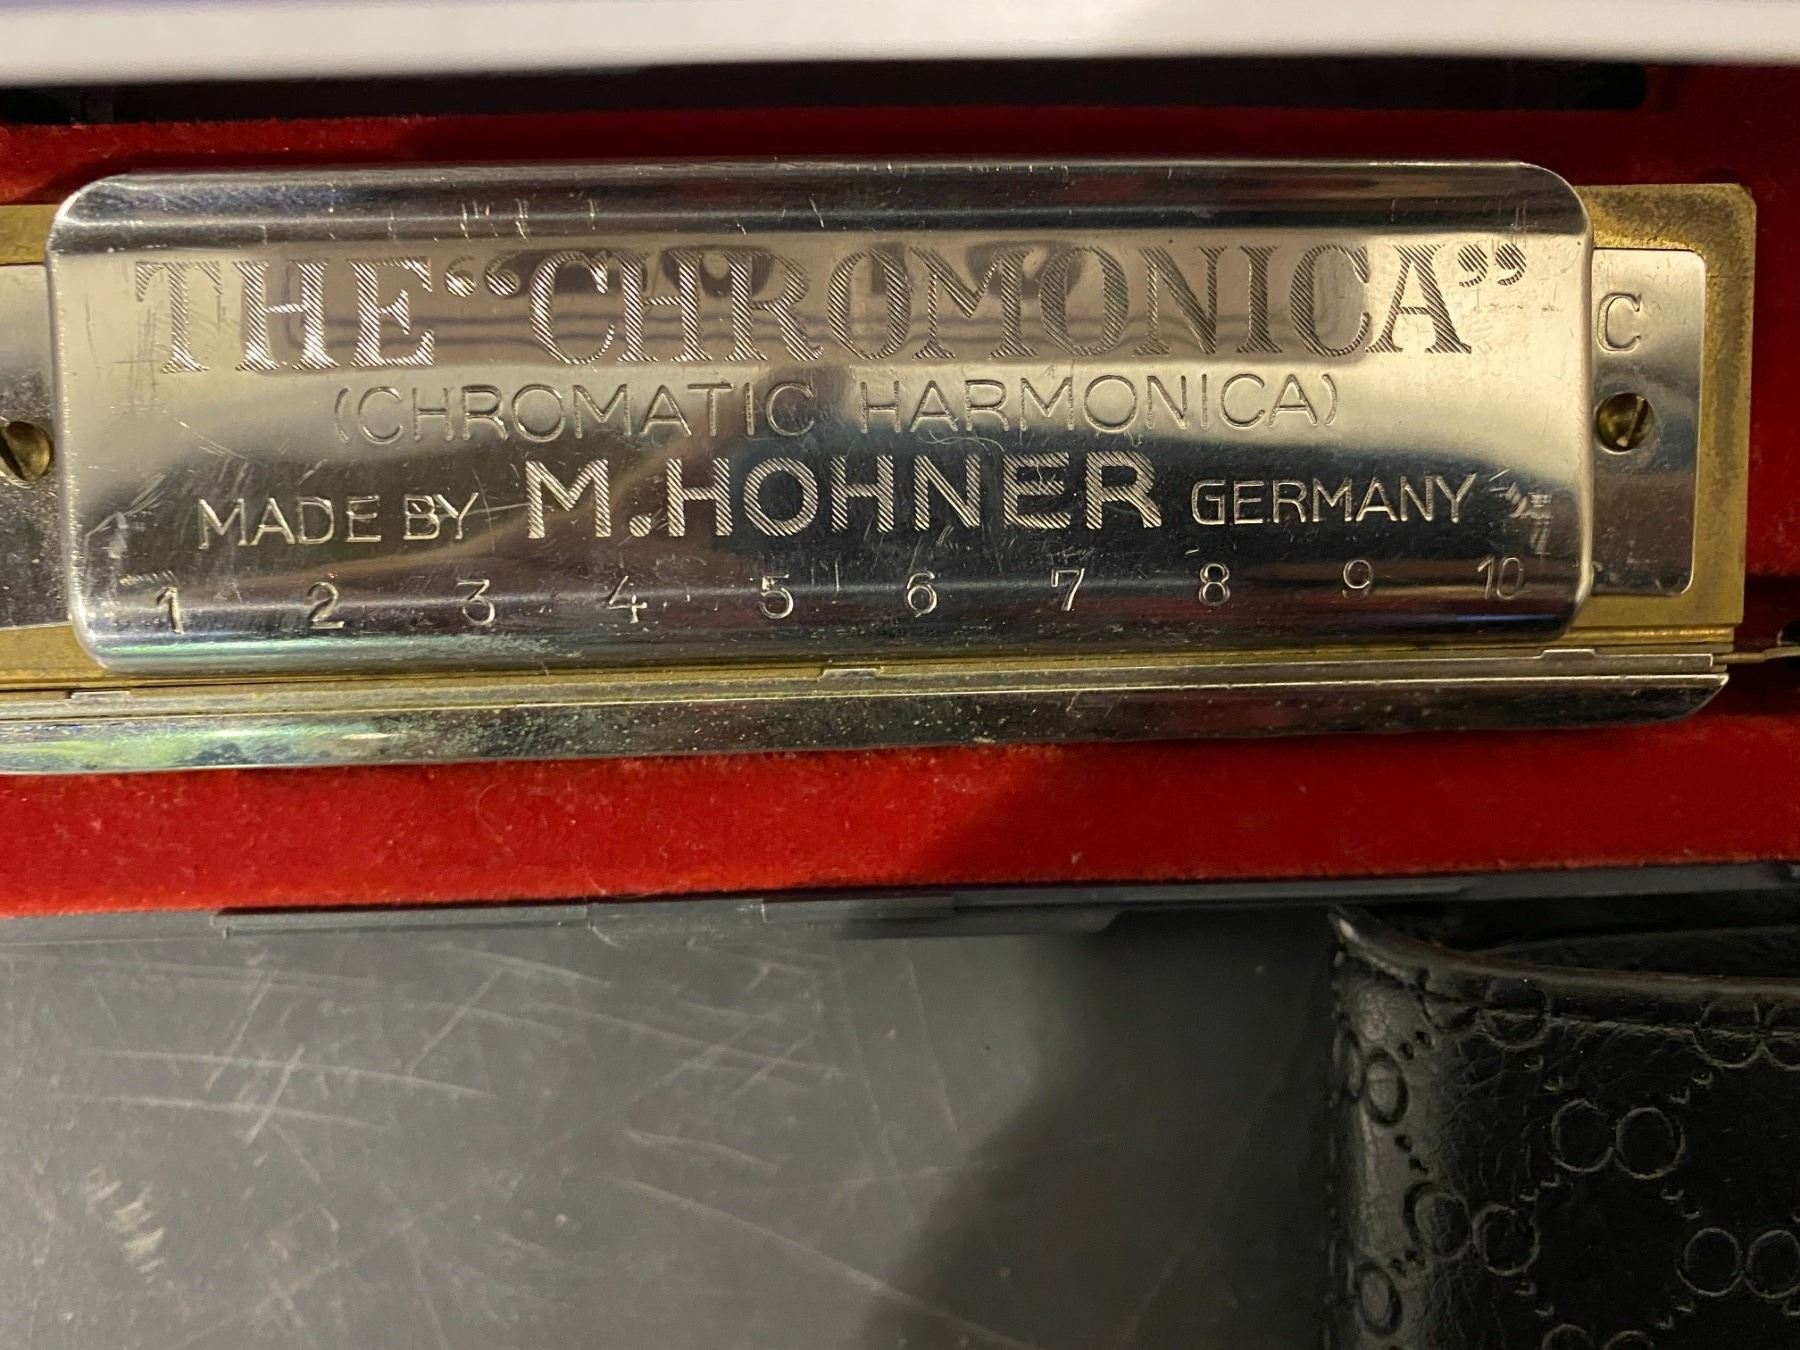 THE “CHROMONICA”
C
(CHROMATIC HARMONICA)
MADE BY M. HOHNER GERMANY
1 2 3 4 5 6 7 8 9 10